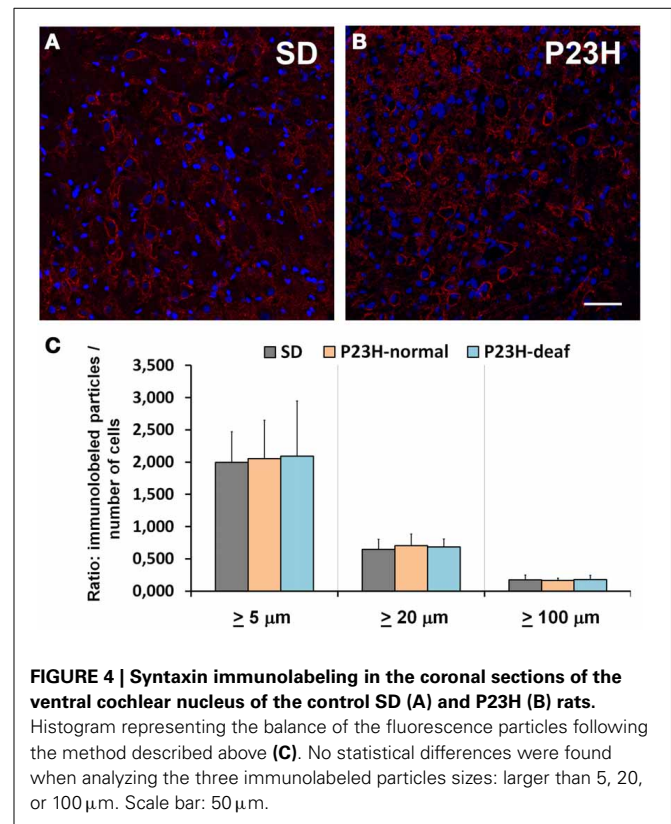 A
SD
B
P23H
C
SD P23H-normal P23H-deaf
Ratio: immunolobeled particles /
number of cells
3,500
3,000
2,500
2,000
1,500
1,000
0,500
0,000
≥ 5 μm ≥ 20 μm ≥ 100 μm
FIGURE 4 | Syntaxin immunolabeling in the coronal sections of the
ventral cochlear nucleus of the control SD (A) and P23H (B) rats.
Histogram representing the balance of the fluorescence particles following
the method described above (C). No statistical differences were found
when analyzing the three immunolabeled particles sizes: larger than 5, 20,
or 100 μm. Scale bar: 50 μm.